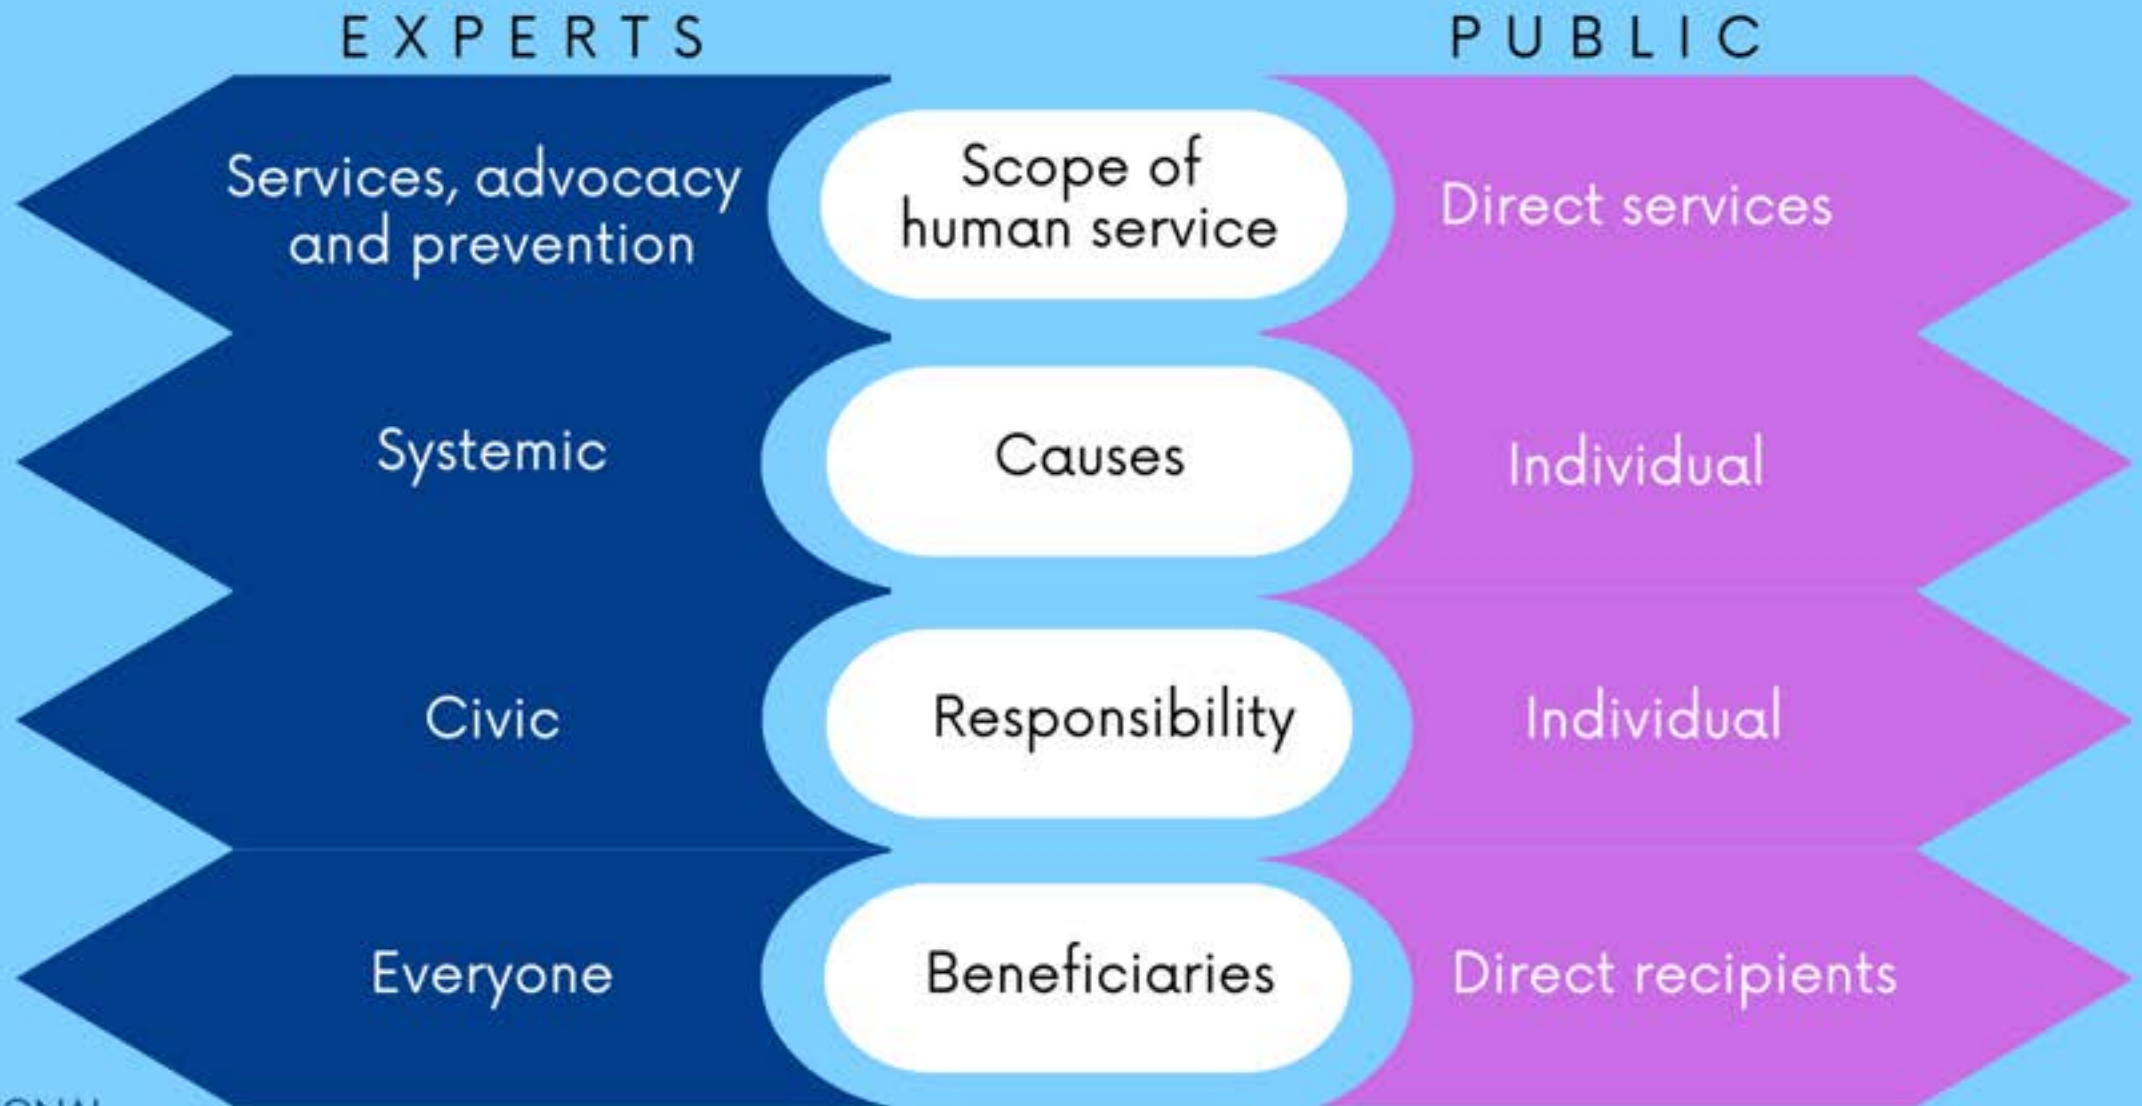 EXPERTS
PUBLIC
Services, advocacy
and prevention
Scope of
human service
Direct services
Systemic
Causes
Individual
Civic
Responsibility
Individual
Everyone
Beneficiaries
Direct recipients